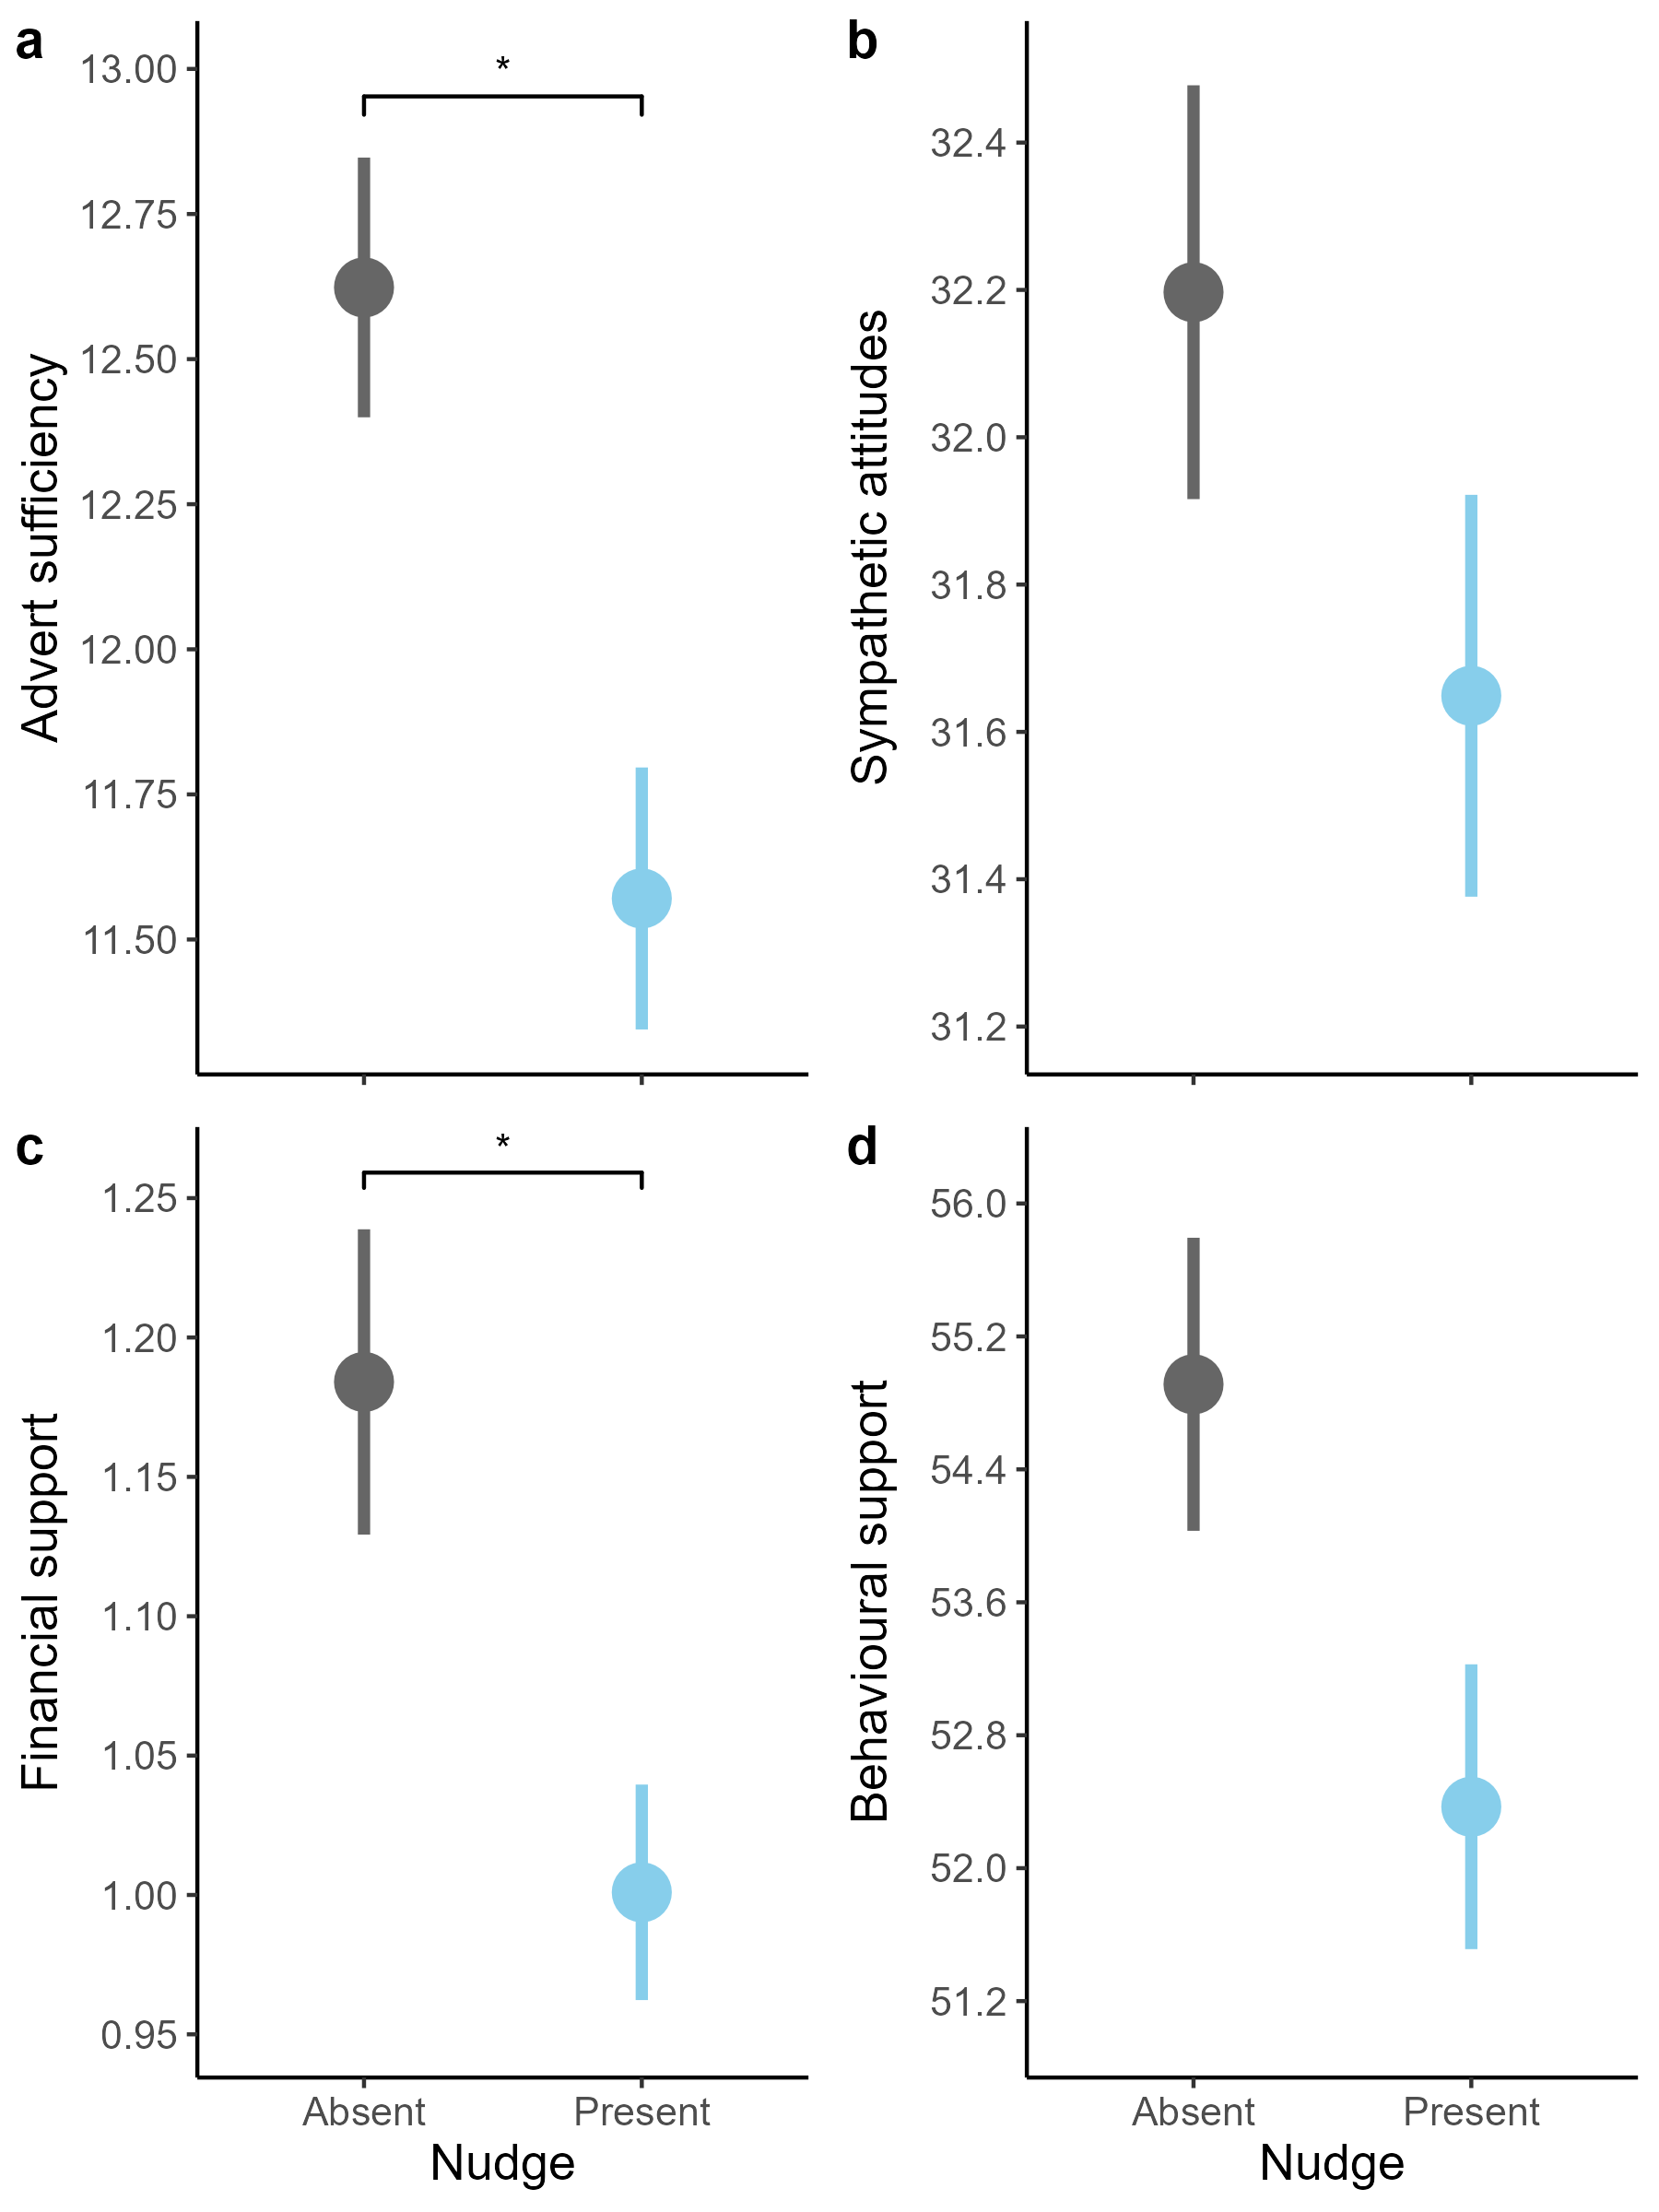 a
*
13.00
12.75
12.50
12.25
12.00
11.75
11.50
Advert sufficiency
b
32.4
32.2
32.0
31.8
31.6
31.4
31.2
Sympathetic attitudes
c
*
1.25
1.20
1.15
1.10
1.05
1.00
0.95
Financial support
Absent Present
Nudge
d
56.0
55.2
54.4
53.6
52.8
52.0
51.2
Behavioural support
Absent Present
Nudge